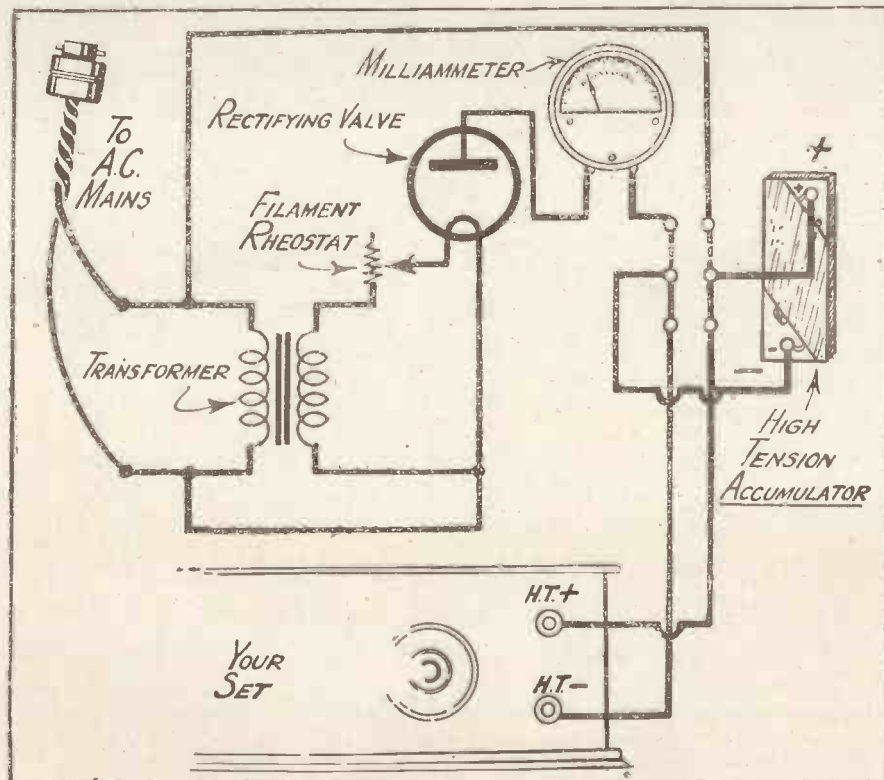 MILLIAMMETER
RECTIFYING VALVE
TO
A.C.
MAINS
FILAMENT
RHEOSTAT
+
+
TRANSFORMER
-
-
HIGH
TENSION
ACCUMULATOR
H.T.+
YOUR
SET
H.T.-